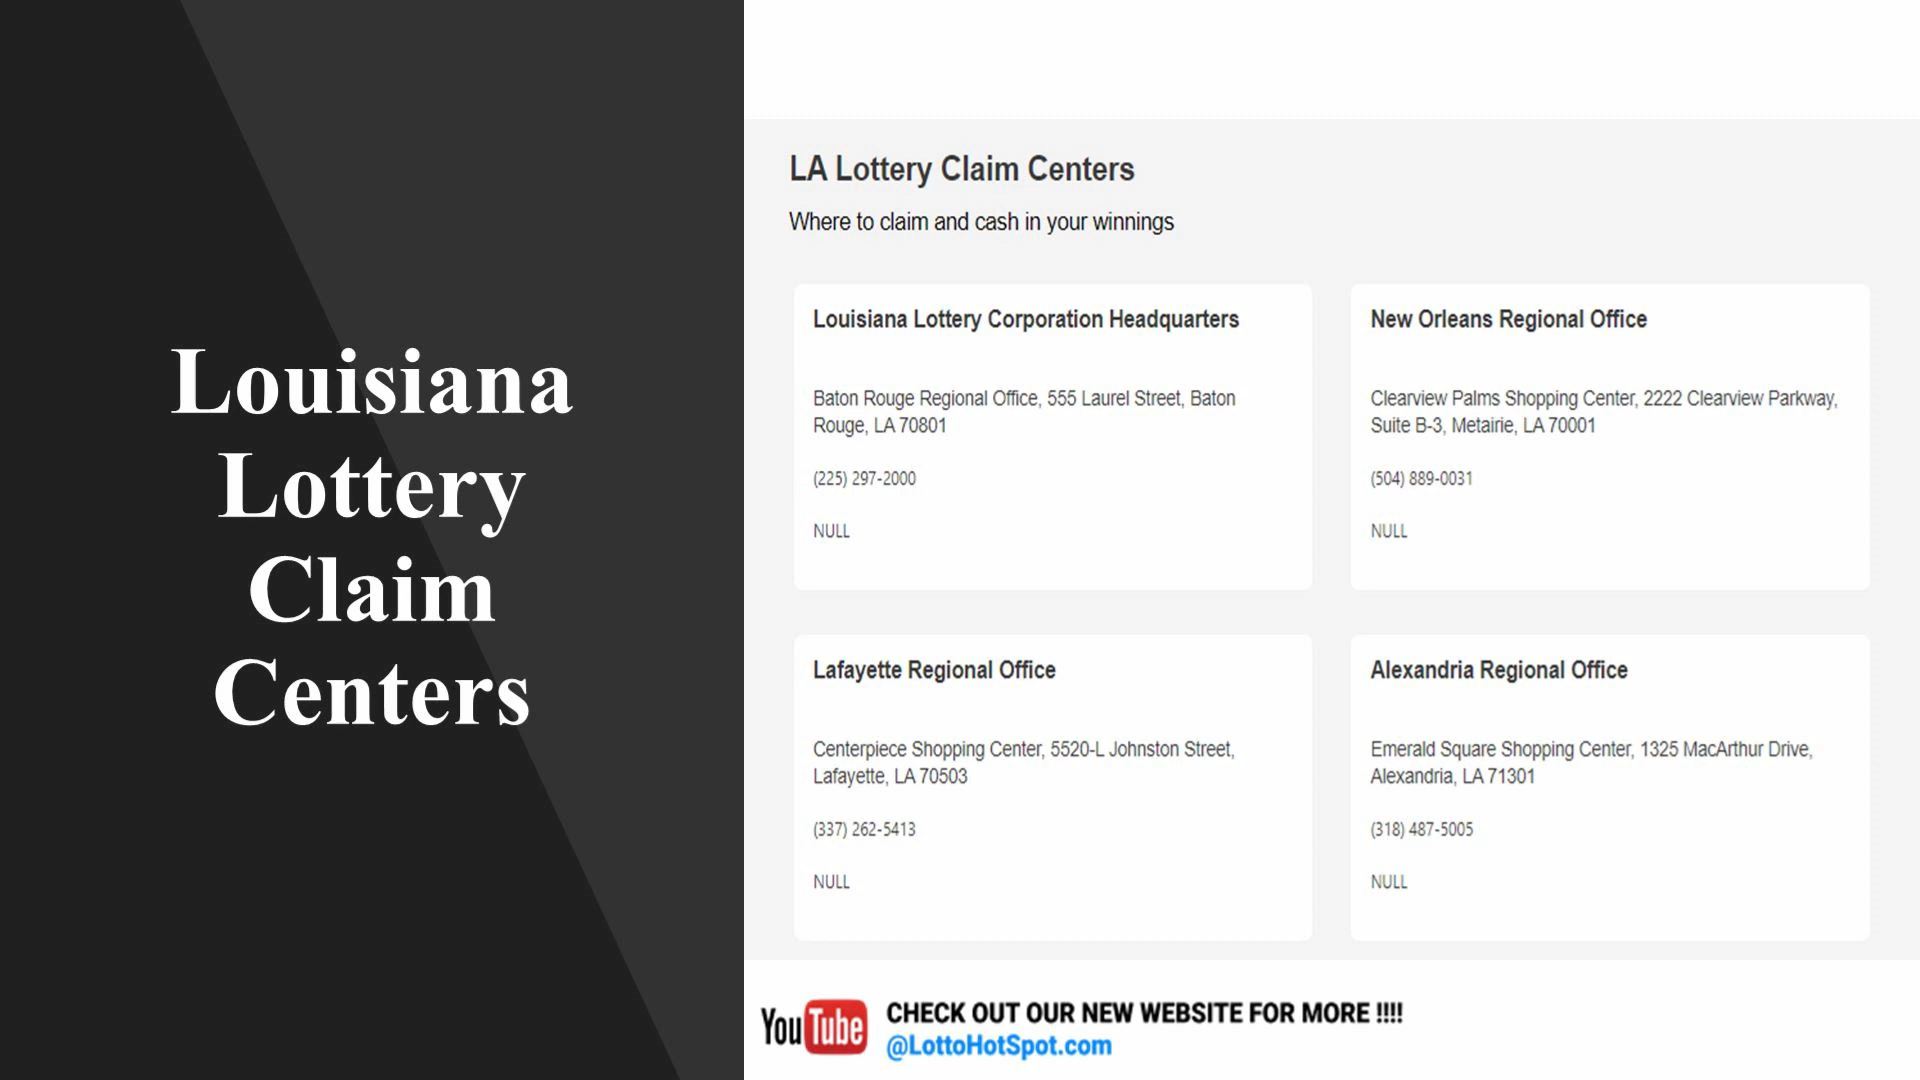 Louisiana
Lottery
Claim
Centers
LA Lottery Claim Centers
Where to claim and cash in your winnings
Louisiana Lottery Corporation Headquarters
Baton Rouge Regional Office, 555 Laurel Street, Baton
Rouge, LA 70801
(225) 297-2000
NULL
New Orleans Regional Office
Clearview Palms Shopping Center, 2222 Clearview Parkway,
Suite B-3, Metairie, LA 70001
(504) 889-0031
NULL
Lafayette Regional Office
Centerpiece Shopping Center, 5520-L Johnston Street,
Lafayette, LA 70503
(337) 262-5413
NULL
Alexandria Regional Office
Emerald Square Shopping Center, 1325 MacArthur Drive,
Alexandria, LA 71301
(318) 487-5005
NULL
YouTube
CHECK OUT OUR NEW WEBSITE FOR MORE !!!!
@LottoHotSpot.com